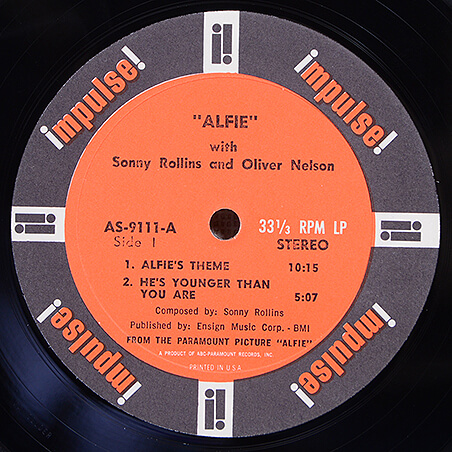 impulse!
impulse!
"ALFIE"
with
Sonny Rollins and Oliver Nelson
AS-9111-A
Side 1
33⅓ RPM LP
STEREO
1. ALFIE'S THEME 10:15
2. HE'S YOUNGER THAN
YOU ARE 5:07
Composed by: Sonny Rollins
Published by: Ensign Music Corp. - BMI
FROM THE PARAMOUNT PICTURE "ALFIE"
A PRODUCT OF ABC-PARAMOUNT RECORDS, INC.
PRINTED IN U.S.A.
impulse!
impulse!